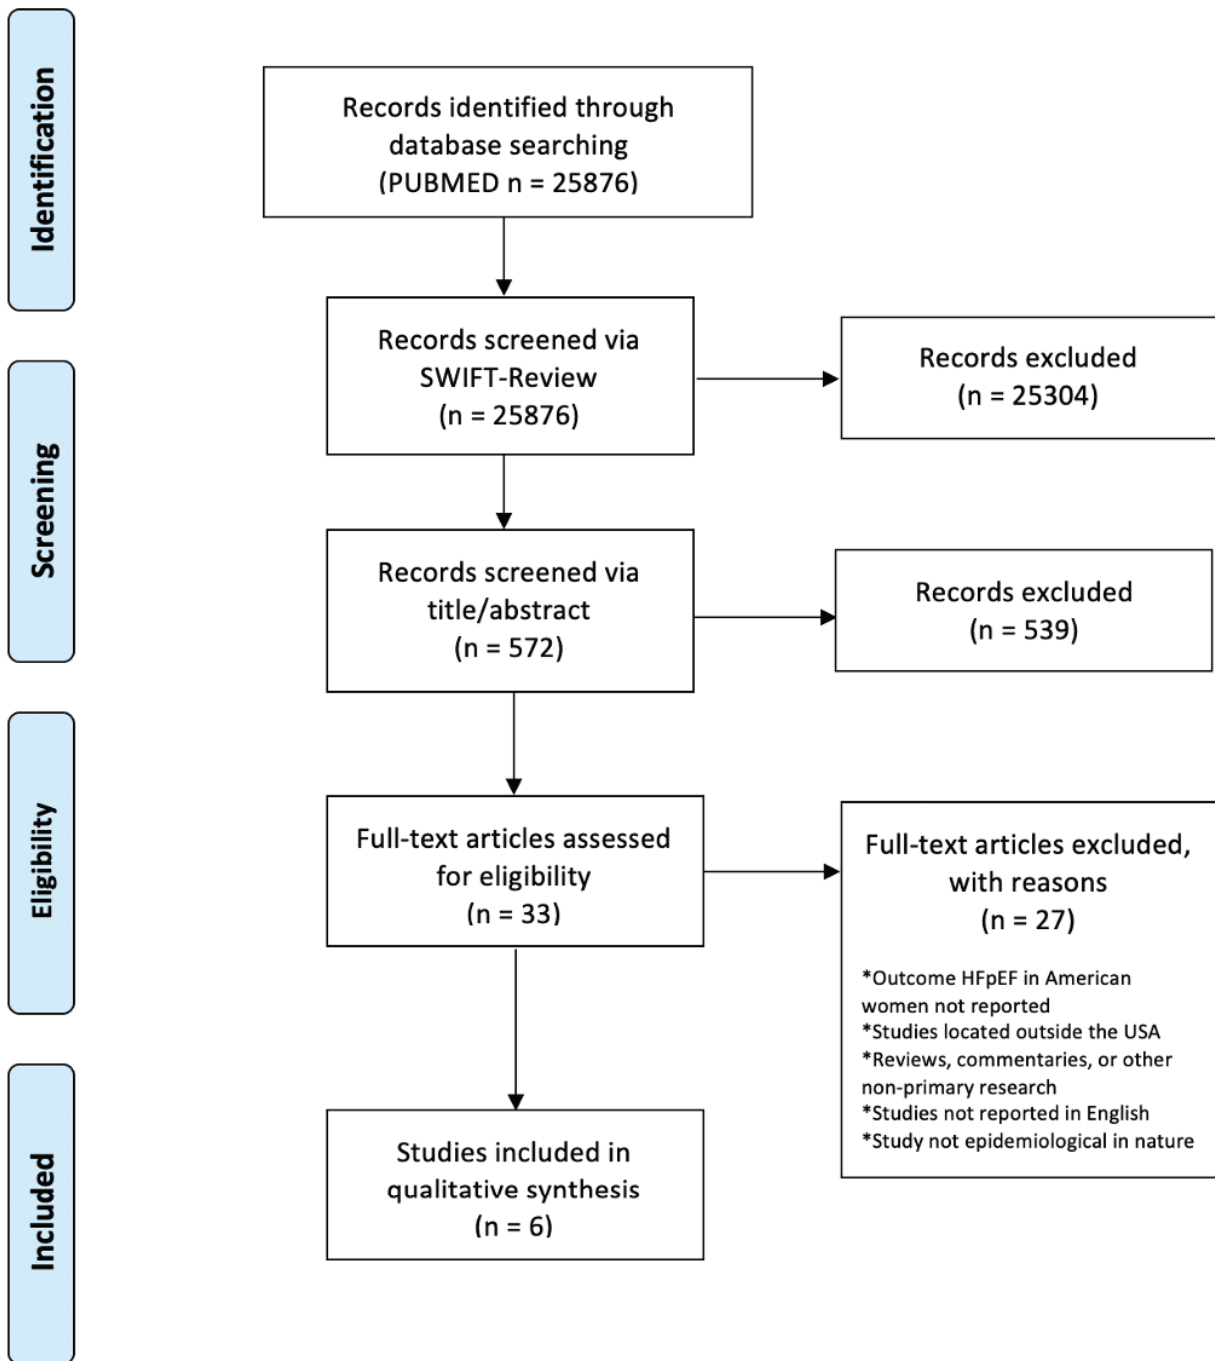 Identification
Records identified through
database searching
(PUBMED n = 25876)
Records screened via
SWIFT-Review
(n = 25876)
Records excluded
(n = 25304)
Screening
Records screened via
title/abstract
(n = 572)
Records excluded
(n = 539)
Eligibility
Full-text articles assessed
for eligibility
(n = 33)
Full-text articles excluded,
with reasons
(n = 27)
*Outcome HFpEF in American
women not reported
*Studies located outside the USA
*Reviews, commentaries, or other
non-primary research
*Studies not reported in English
*Study not epidemiological in nature
Included
Studies included in
qualitative synthesis
(n = 6)